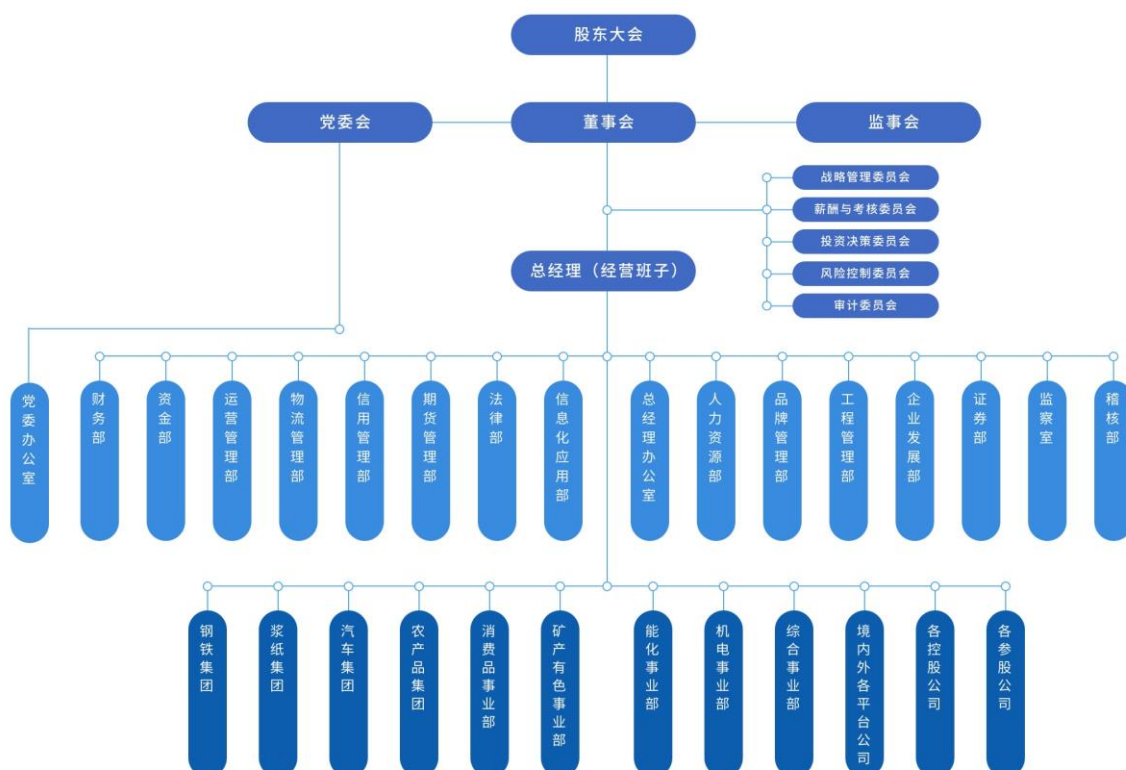 股东大会
党委会
董事会
监事会
战略管理委员会
薪酬与考核委员会
投资决策委员会
风险控制委员会
审计委员会
总经理（经营班子）
党委办公室
财务部
资金部
运营管理部
物流管理部
信用管理部
期货管理部
法律部
信息化应用部
总经理办公室
人力资源部
品牌管理部
工程管理部
企业发展部
证券部
监察室
稽核部
钢铁集团
浆纸集团
汽车集团
农产品集团
消费品事业部
矿产有色事业部
能化事业部
机电事业部
综合事业部
境内外各平台公司
各控股公司
各参股公司